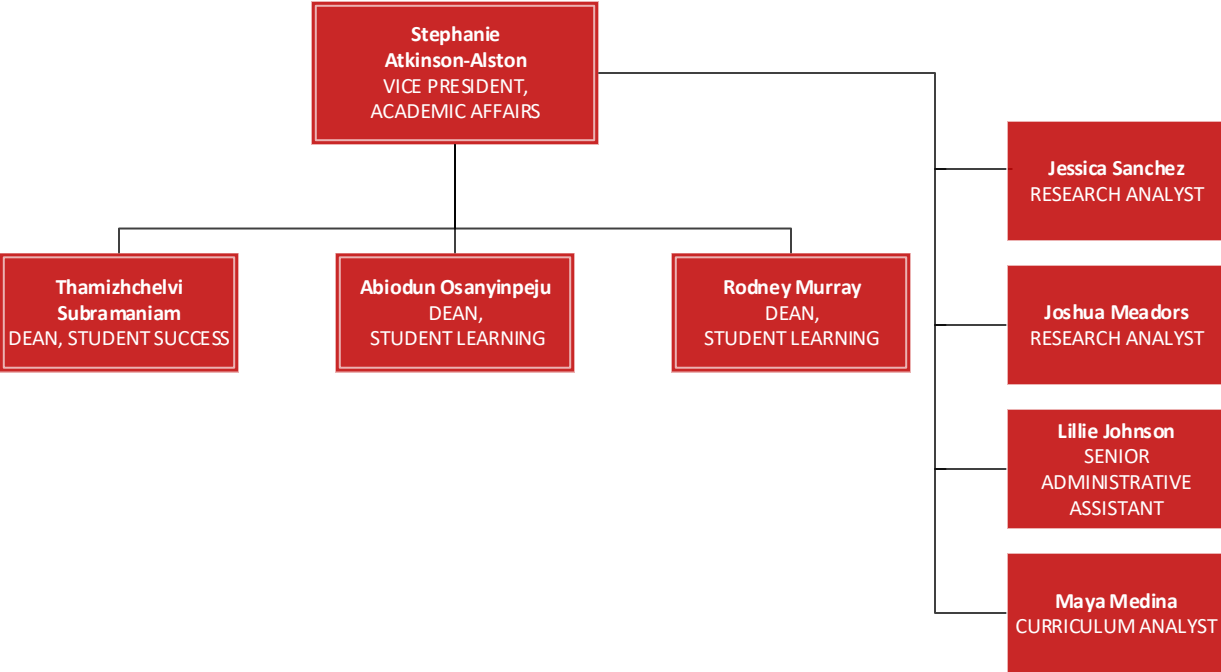 Stephanie
Atkinson-Alston
VICE PRESIDENT,
ACADEMIC AFFAIRS
Thamizhchelvi
Subramaniam
DEAN, STUDENT SUCCESS
Abiodun Osanyinpeju
DEAN,
STUDENT LEARNING
Rodney Murray
DEAN,
STUDENT LEARNING
Jessica Sanchez
RESEARCH ANALYST
Joshua Meadors
RESEARCH ANALYST
Lillie Johnson
SENIOR
ADMINISTRATIVE
ASSISTANT
Maya Medina
CURRICULUM ANALYST